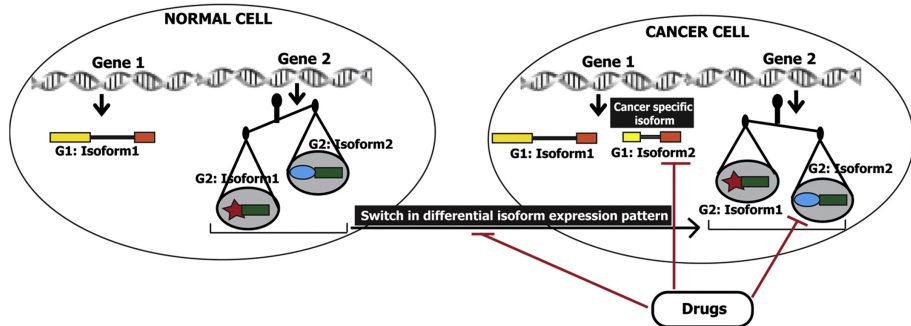 NORMAL CELL
Gene 1
Gene 2
G1: Isoform1
G2: Isoform1
G2: Isoform2
CANCER CELL
Gene 1
Gene 2
Cancer specific
isoform
G1: Isoform1
G1: Isoform2
G2: Isoform1
G2: Isoform2
Switch in differential isoform expression pattern
Drugs